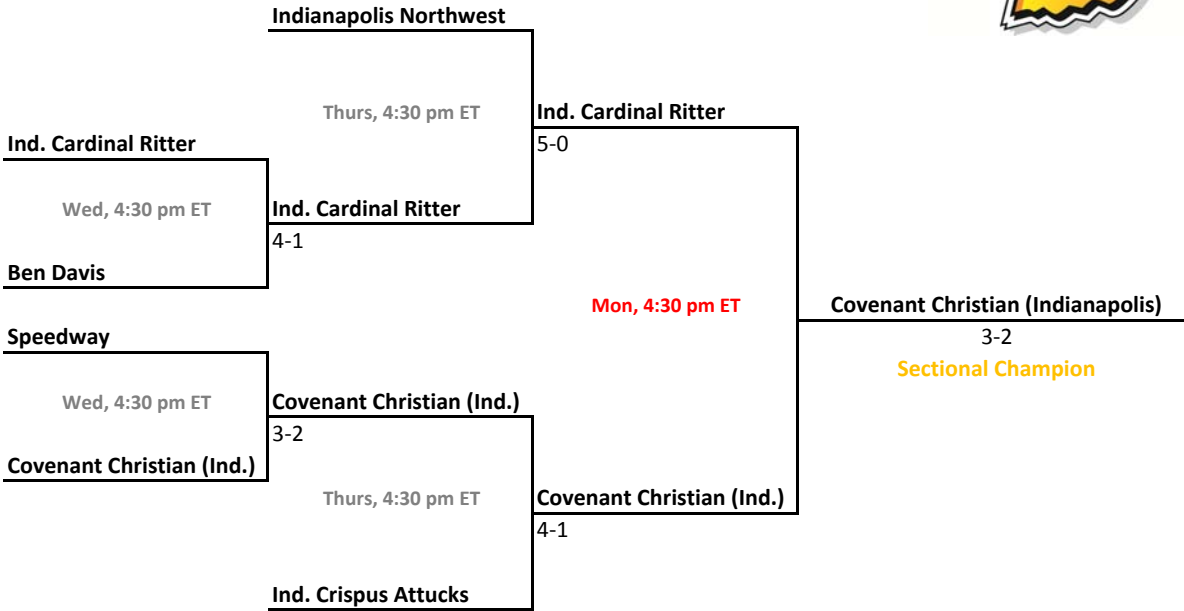 Indianapolis Northwest
Thurs, 4:30 pm ET
Ind. Cardinal Ritter
5-0
Ind. Cardinal Ritter
Wed, 4:30 pm ET
Ind. Cardinal Ritter
4-1
Ben Davis
Mon, 4:30 pm ET
Covenant Christian (Indianapolis)
3-2
Sectional Champion
Speedway
Wed, 4:30 pm ET
Covenant Christian (Ind.)
3-2
Covenant Christian (Ind.)
Thurs, 4:30 pm ET
Covenant Christian (Ind.)
4-1
Ind. Crispus Attucks